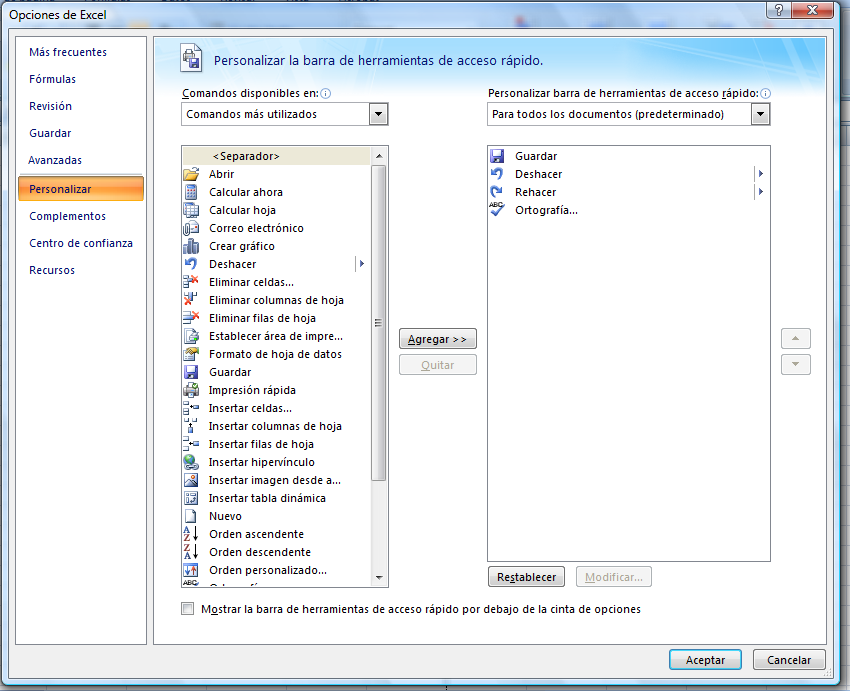 Opciones de Excel
Más frecuentes
Fórmulas
Revisión
Guardar
Avanzadas
Personalizar
Complementos
Centro de confianza
Recursos
Personalizar la barra de herramientas de acceso rápido.
Comandos disponibles en:
Comandos más utilizados
<Separador>
Abrir
Calcular ahora
Calcular hoja
Correo electrónico
Crear gráfico
Deshacer
Eliminar celdas...
Eliminar columnas de hoja
Eliminar filas de hoja
Establecer área de impre...
Formato de hoja de datos
Guardar
Impresión rápida
Insertar celdas...
Insertar columnas de hoja
Insertar filas de hoja
Insertar hipervínculo
Insertar imagen desde a...
Insertar tabla dinámica
Nuevo
Orden ascendente
Orden descendente
Orden personalizado...
Agregar >>
Quitar
Personalizar barra de herramientas de acceso rápido:
Para todos los documentos (predeterminado)
Guardar
Deshacer
Rehacer
Ortografía...
Restablecer
Modificar...
Mostrar la barra de herramientas de acceso rápido por debajo de la cinta de opciones
Aceptar
Cancelar